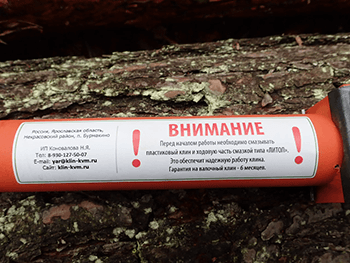 Россия, Ярославская область,
Некрасовский район, п. Бурмакино
ИП Коновалова Н.Я.
Тел: 8-930-127-50-07
E-mail: yar@klin-kvm.ru
Сайт: klin-kvm.ru
! ВНИМАНИЕ !
Перед началом работы необходимо смазывать
пластиковый клин и ходовую часть смазкой типа «ЛИТОЛ».
Это обеспечит надежную работу клина.
Гарантия на валочный клин - 6 месяцев.